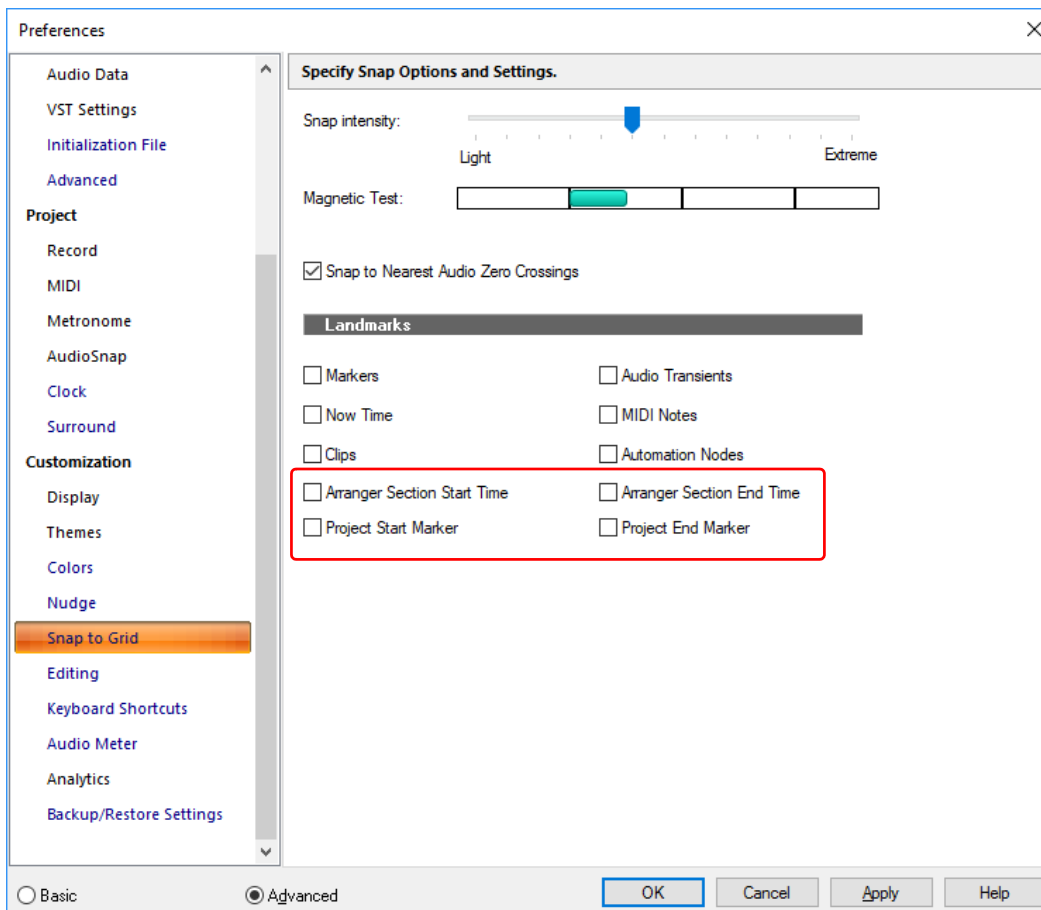 Preferences
Audio Data
VST Settings
Initialization File
Advanced
Project
Record
MIDI
Metronome
AudioSnap
Clock
Surround
Customization
Display
Themes
Colors
Nudge
Snap to Grid
Editing
Keyboard Shortcuts
Audio Meter
Analytics
Backup/Restore Settings
Specify Snap Options and Settings.
Snap intensity:
Light Extreme
Magnetic Test:
Snap to Nearest Audio Zero Crossings
Landmarks
Markers Audio Transients
Now Time MIDI Notes
Clips Automation Nodes
Arranger Section Start Time Arranger Section End Time
Project Start Marker Project End Marker
Basic Advanced OK Cancel Apply Help